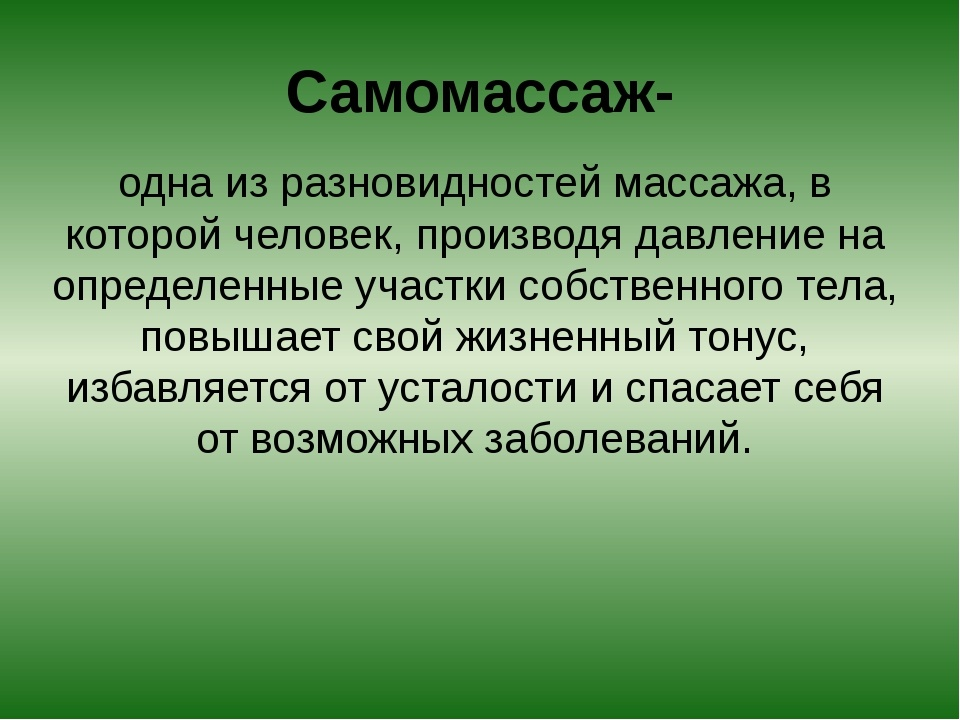 Самомассаж-
одна из разновидностей массажа, в
которой человек, производя давление на
определенные участки собственного тела,
повышает свой жизненный тонус,
избавляется от усталости и спасает себя
от возможных заболеваний.